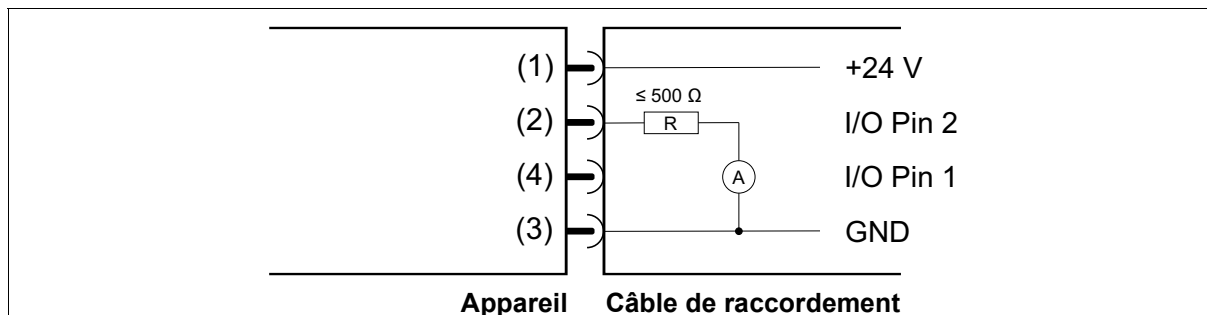 (1) +24 V
≤ 500 Ω
(2) R I/O Pin 2
(4) A I/O Pin 1
(3) GND
Appareil Câble de raccordement